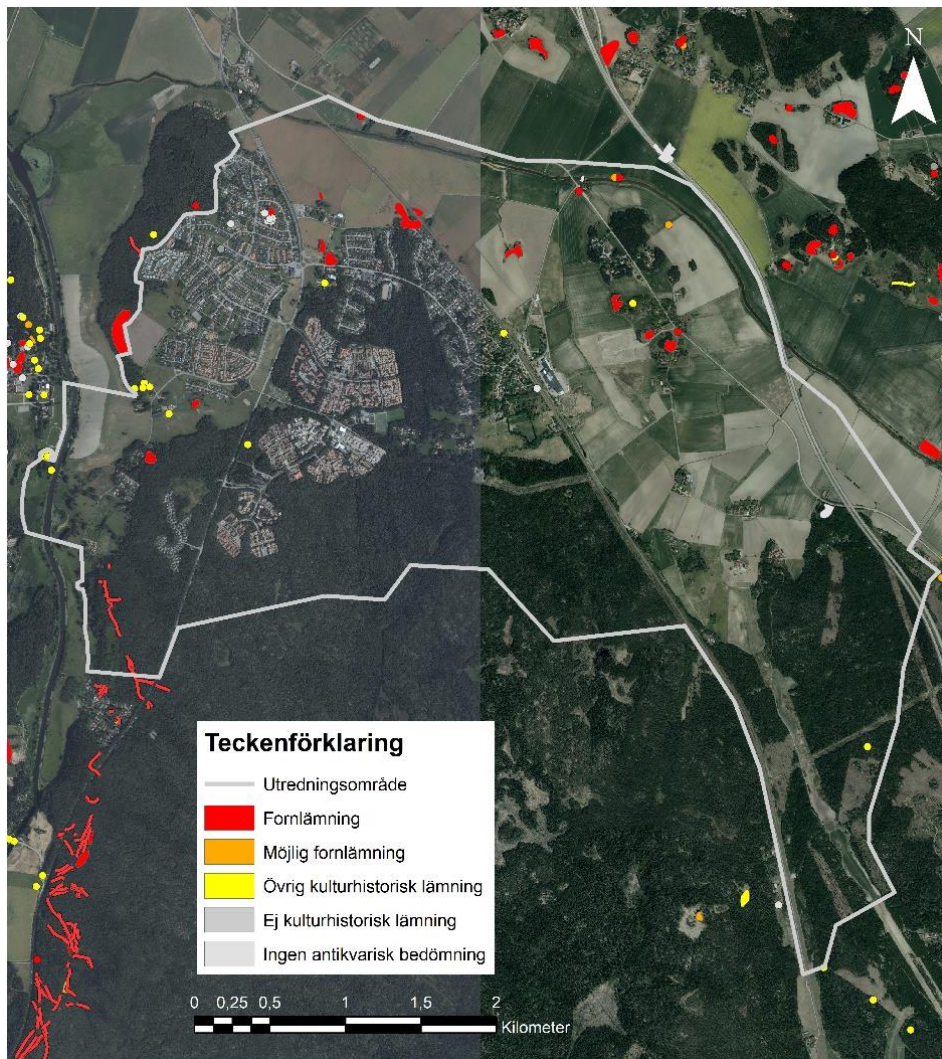 N
Teckenförklaring
Utredningsområde
Fornlämning
Möjlig fornlämning
Övrig kulturhistorisk lämning
Ej kulturhistorisk lämning
Ingen antikvarisk bedömning
0 0,25 0,5 1 1,5 2
Kilometer